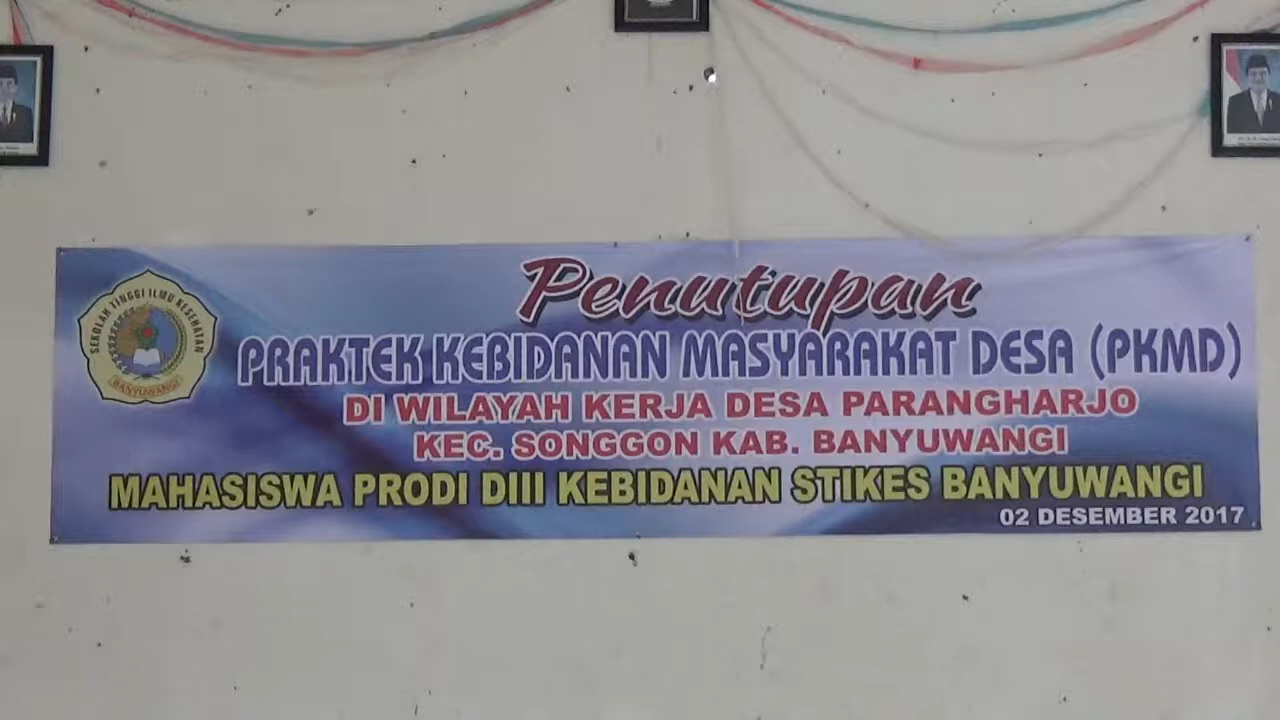 Penutupan
PRAKTEK KEBIDANAN MASYARAKAT DESA (PKMD)
DI WILAYAH KERJA DESA PARANGHARJO
KEC. SONGGON KAB. BANYUWANGI
MAHASISWA PRODI DIII KEBIDANAN STIKES BANYUWANGI
02 DESEMBER 2017
SEKOLAH TINGGI ILMU KESEHATAN
BANYUWANGI